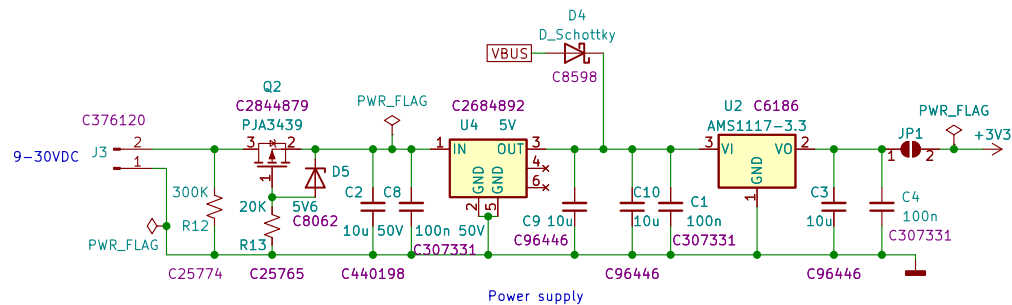 D4
D_Schottky
VBUS
C8598
Q2
C2844879
PJA3439
PWR_FLAG
C2684892
U4 5V
U2 C6186
AMS1117-3.3
PWR_FLAG
+3V3
C376120
9-30VDC
J3
2
1
3
2
1
1
IN
OUT
GND
GND
3
4
6
2
5
3
VI
VO
GND
2
1
JP1
1
2
D5
5V6
C8062
300K
R12
20K
R13
C2
10u
50V
C8
100n
50V
C307331
C9
10u
C96446
C10
10u
C1
100n
C307331
C3
10u
C4
100n
C307331
PWR_FLAG
C25774
C25765
C440198
C96446
C96446
Power supply